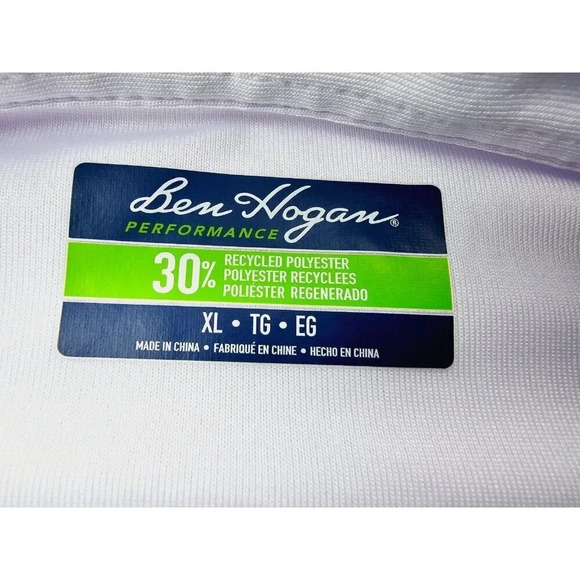 Ben Hogan®
PERFORMANCE
30% RECYCLED POLYESTER
POLYESTER RECYCLEES
POLIÉSTER REGENERADO
XL • TG • EG
MADE IN CHINA • FABRIQUÉ EN CHINE • HECHO EN CHINA